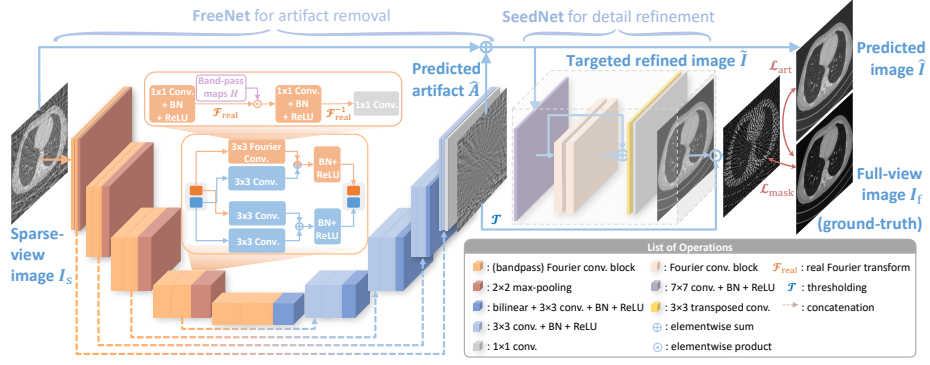 FreeNet for artifact removal
SeedNet for detail refinement
Predicted
artifact Â
Targeted refined image Ĩ
Predicted
image Î
ℒart
ℒmask
Full-view
image If
(ground-truth)
Sparse-
view image Is
1x1 Conv.
+ BN
+ ReLU
Band-pass
maps H
ℱreal
1x1 Conv.
+ BN
+ ReLU
ℱ⁻¹real
1x1 Conv.
3x3 Fourier
Conv.
3x3 Conv.
BN+
ReLU
3x3 Conv.
3x3 Conv.
BN+
ReLU
𝒯
List of Operations
: (bandpass) Fourier conv. block
: Fourier conv. block
ℱreal : real Fourier transform
: 2×2 max-pooling
: 7×7 conv. + BN + ReLU
𝒯 : thresholding
: bilinear + 3×3 conv. + BN + ReLU
: 3×3 transposed conv.
: concatenation
: 3×3 conv. + BN + ReLU
: elementwise sum
: 1×1 conv.
: elementwise product